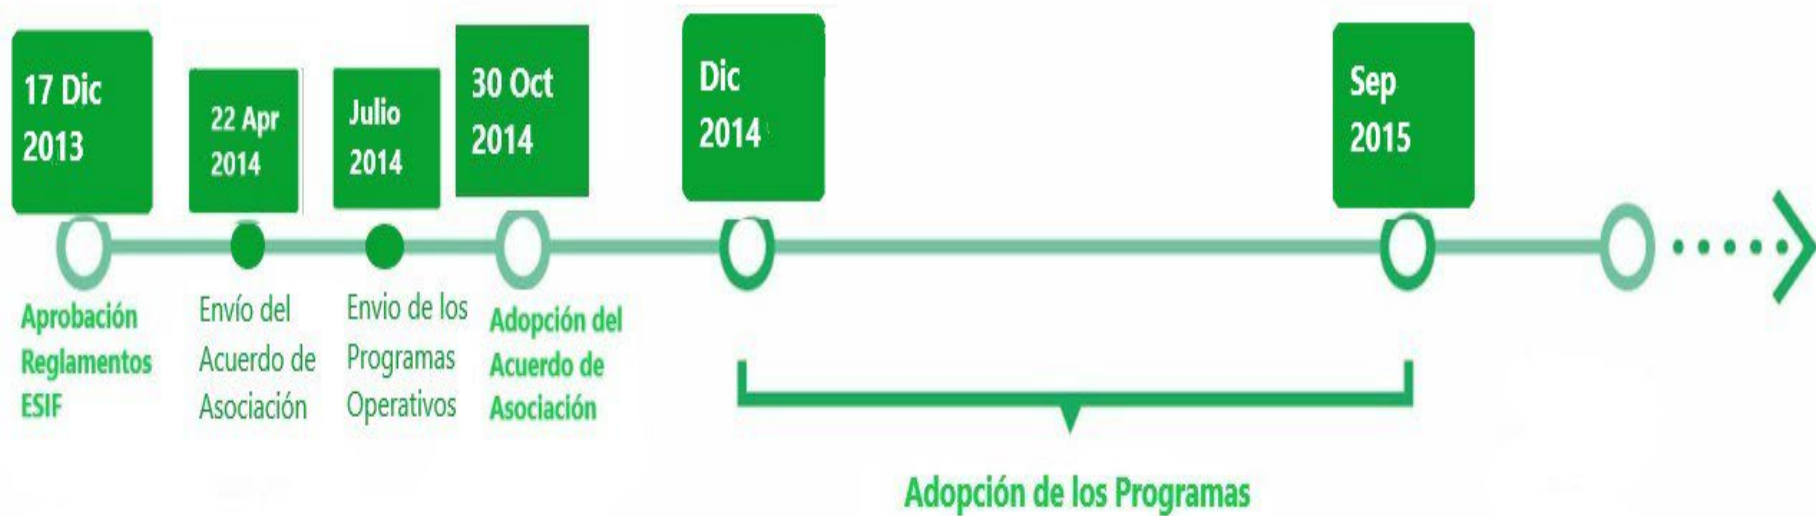 17 Dic
2013
22 Apr
2014
Julio
2014
30 Oct
2014
Dic
2014
Sep
2015
Aprobación
Reglamentos
ESIF
Envío del
Acuerdo de
Asociación
Envio de los
Programas
Operativos
Adopción del
Acuerdo de
Asociación
Adopción de los Programas